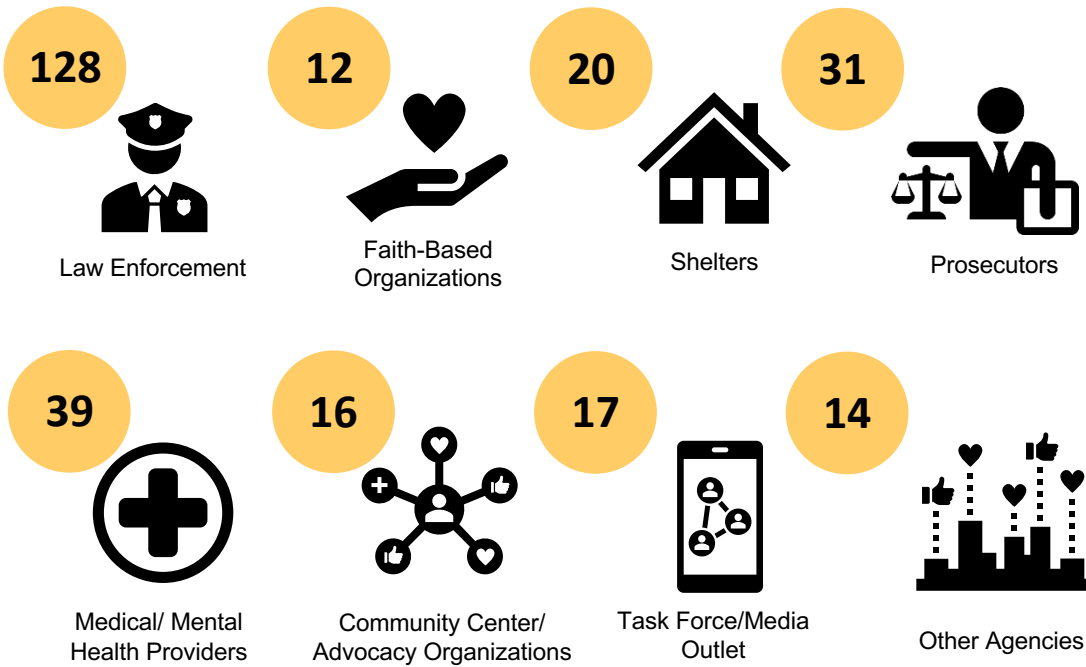 128
Law Enforcement
12
Faith-Based
Organizations
20
Shelters
31
Prosecutors
39
Medical/ Mental
Health Providers
16
Community Center/
Advocacy Organizations
17
Task Force/Media
Outlet
14
Other Agencies